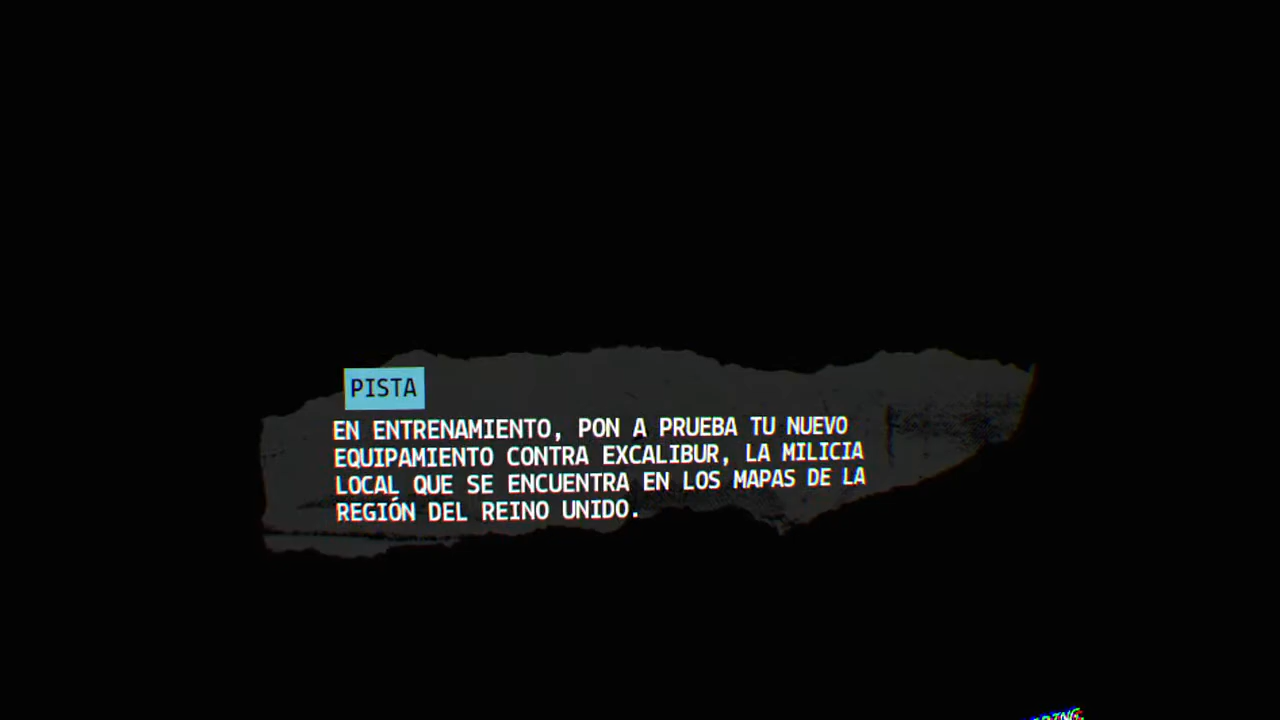 PISTA
EN ENTRENAMIENTO, PON A PRUEBA TU NUEVO
EQUIPAMIENTO CONTRA EXCALIBUR, LA MILICIA
LOCAL QUE SE ENCUENTRA EN LOS MAPAS DE LA
REGIÓN DEL REINO UNIDO.